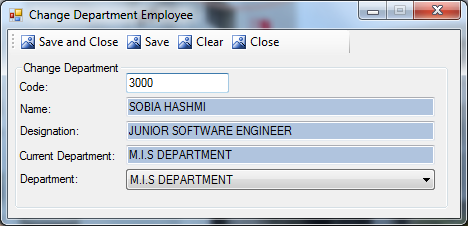 Change Department Employee
Save and Close Save Clear Close
Change Department
Code: 3000
Name: SOBIA HASHMI
Designation: JUNIOR SOFTWARE ENGINEER
Current Department: M.I.S DEPARTMENT
Department: M.I.S DEPARTMENT